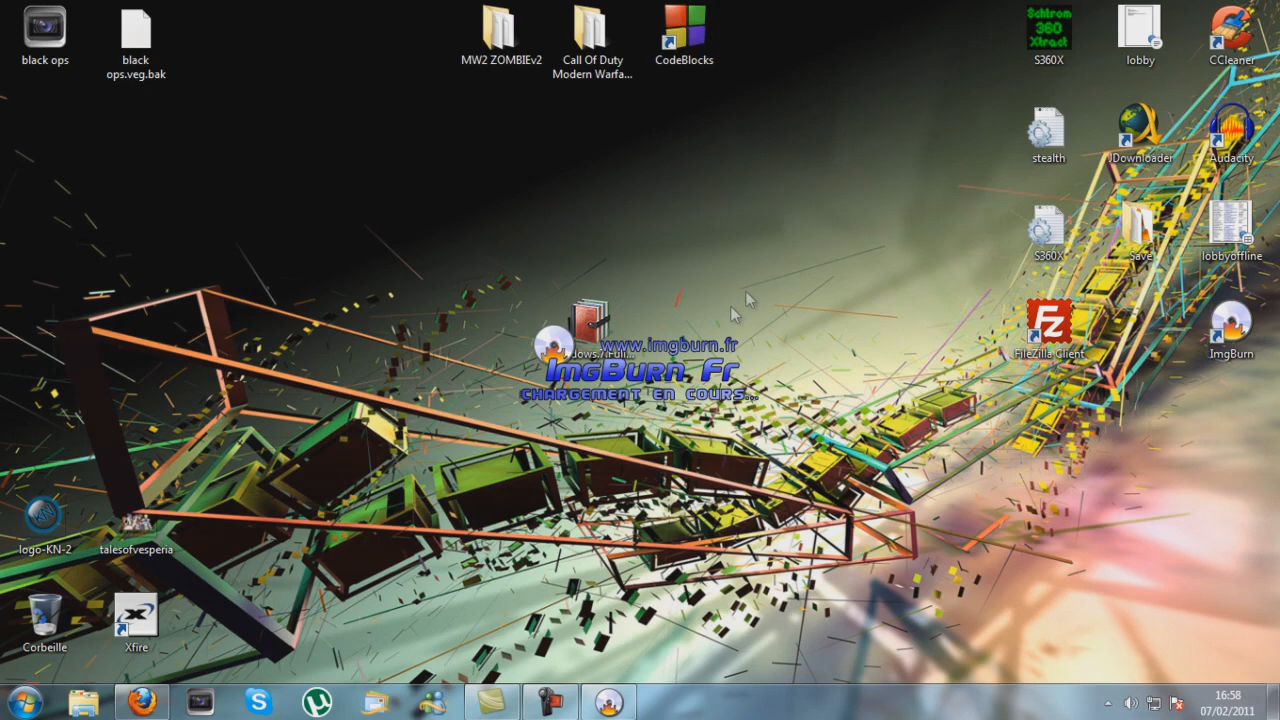 black ops
black
ops.veg.bak
MW2 ZOMBIEv2
Call Of Duty
Modern Warfa...
CodeBlocks
Schtrom
360
Xtract
S360X
lobby
CCleaner
stealth
JDownloader
Audacity
S360X
Save
lobbyoffline
FZ
FileZilla Client
ImgBurn
www.imgburn.fr
ImgBurn Fr
chargement en cours...
KN
logo-KN-2
talesofvesperia
Corbeille
Xfire
16:58
07/02/2011